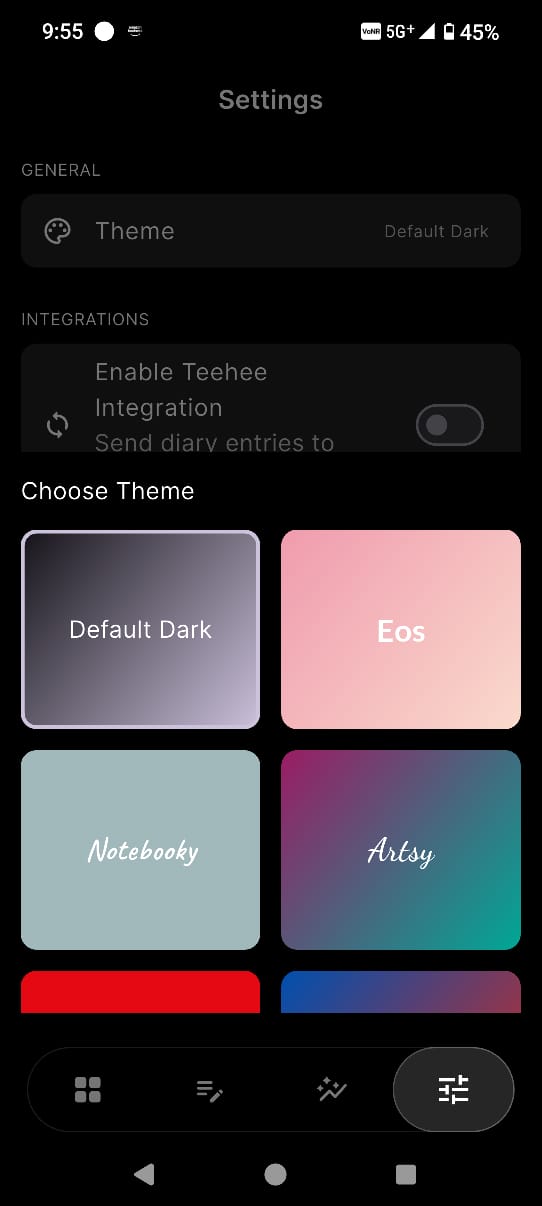 9:55
VoNR 5G+ 45%
Settings
GENERAL
Theme
Default Dark
INTEGRATIONS
Enable Teehee
Integration
Send diary entries to
Choose Theme
Default Dark
Eos
Notebooky
Artsy